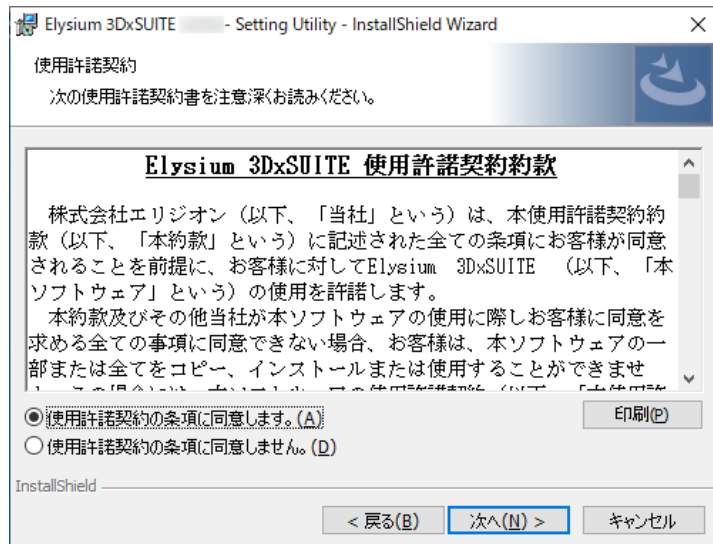 Elysium 3DxSUITE - Setting Utility - InstallShield Wizard
使用許諾契約
次の使用許諾契約書を注意深くお読みください。
Elysium 3DxSUITE 使用許諾契約約款
株式会社エリジオン（以下、「当社」という）は、本使用許諾契約約
款（以下、「本約款」という）に記述された全ての条項にお客様が同意
されることを前提に、お客様に対してElysium 3DxSUITE （以下、「本
ソフトウェア」という）の使用を許諾します。
本約款及びその他当社が本ソフトウェアの使用に際しお客様に同意を
求める全ての事項に同意できない場合、お客様は、本ソフトウェアの一
部または全てをコピー、インストールまたは使用することができませ
使用許諾契約の条項に同意します。(A)
印刷(P)
使用許諾契約の条項に同意しません。(D)
InstallShield
< 戻る(B)
次へ(N) >
キャンセル